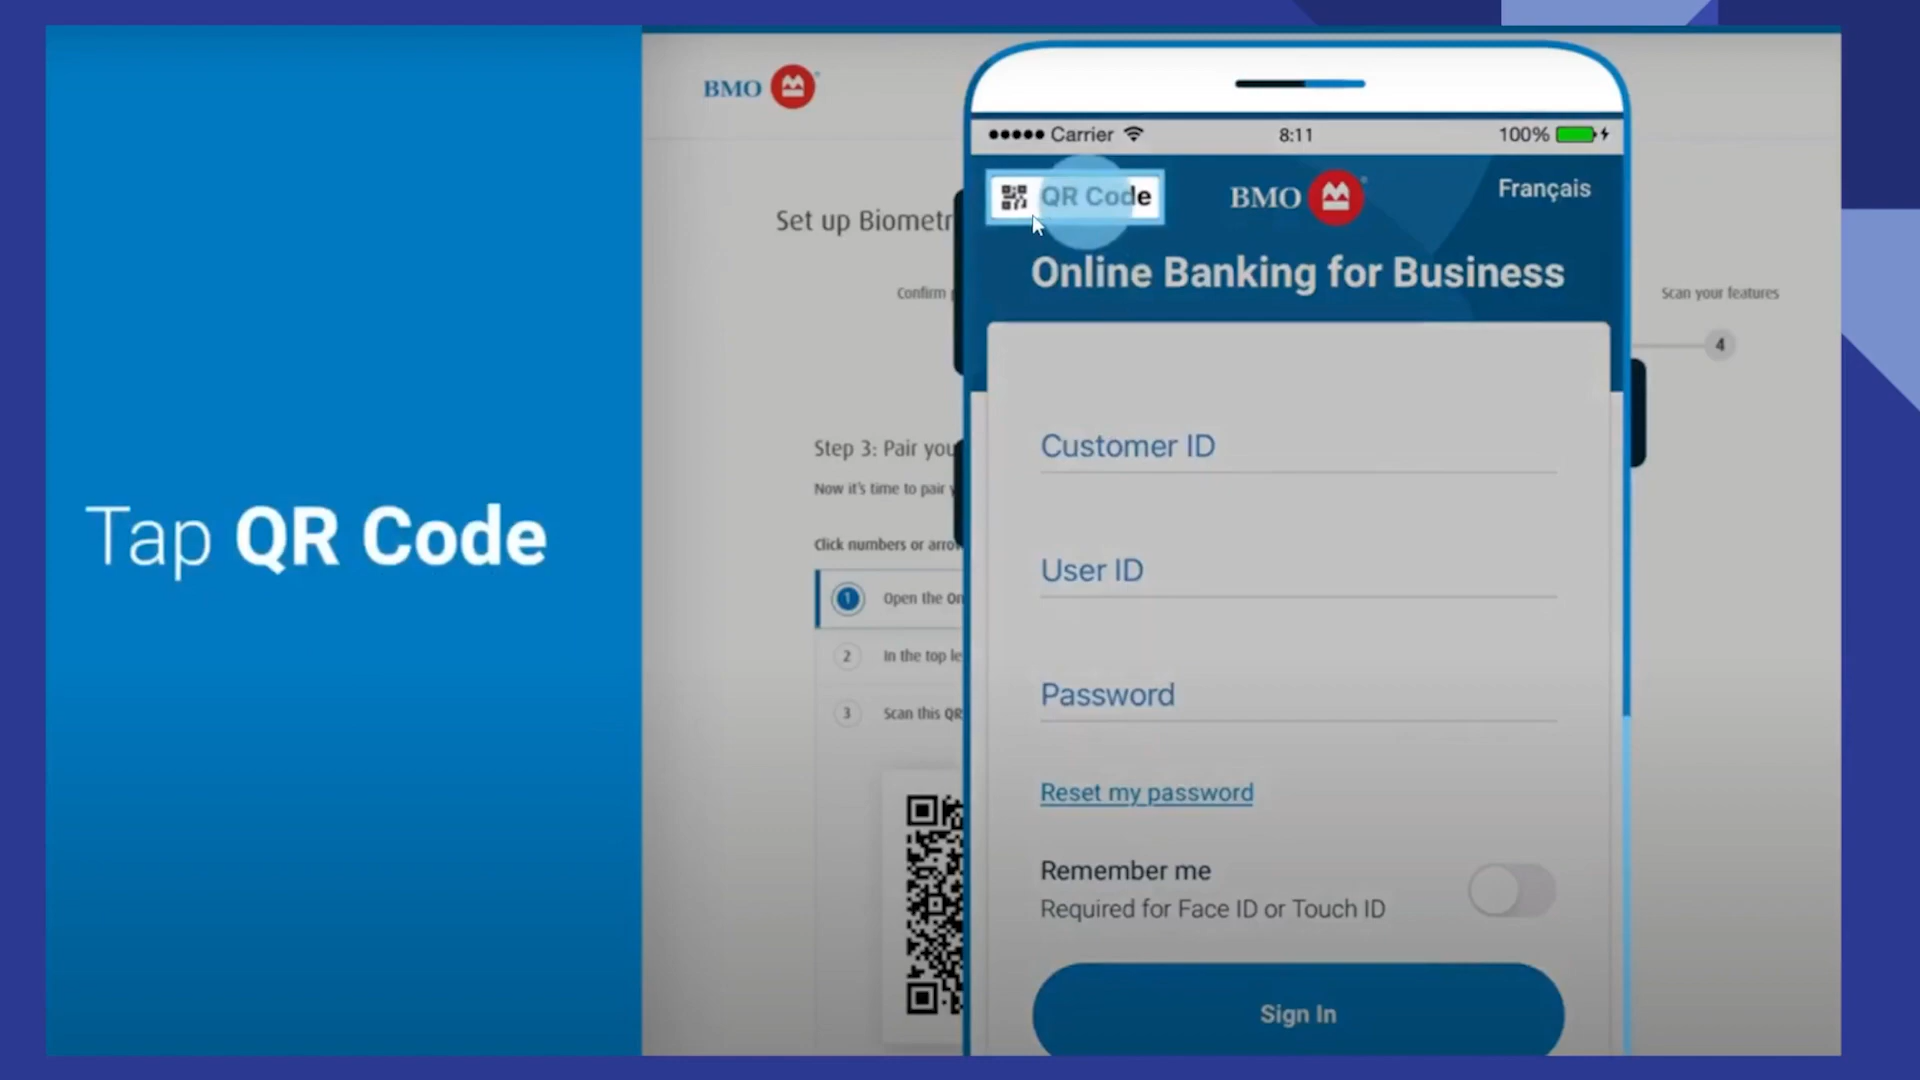 Tap QR Code
BMO
Set up Biometr
Confirm
Scan your features
4
Step 3: Pair you
Now it's time to pair
Click numbers or arro
1 Open the On
2 In the top le
3 Scan this QR
Carrier 8:11 100%
QR Code BMO Français
Online Banking for Business
Customer ID
User ID
Password
Reset my password
Remember me
Required for Face ID or Touch ID
Sign In